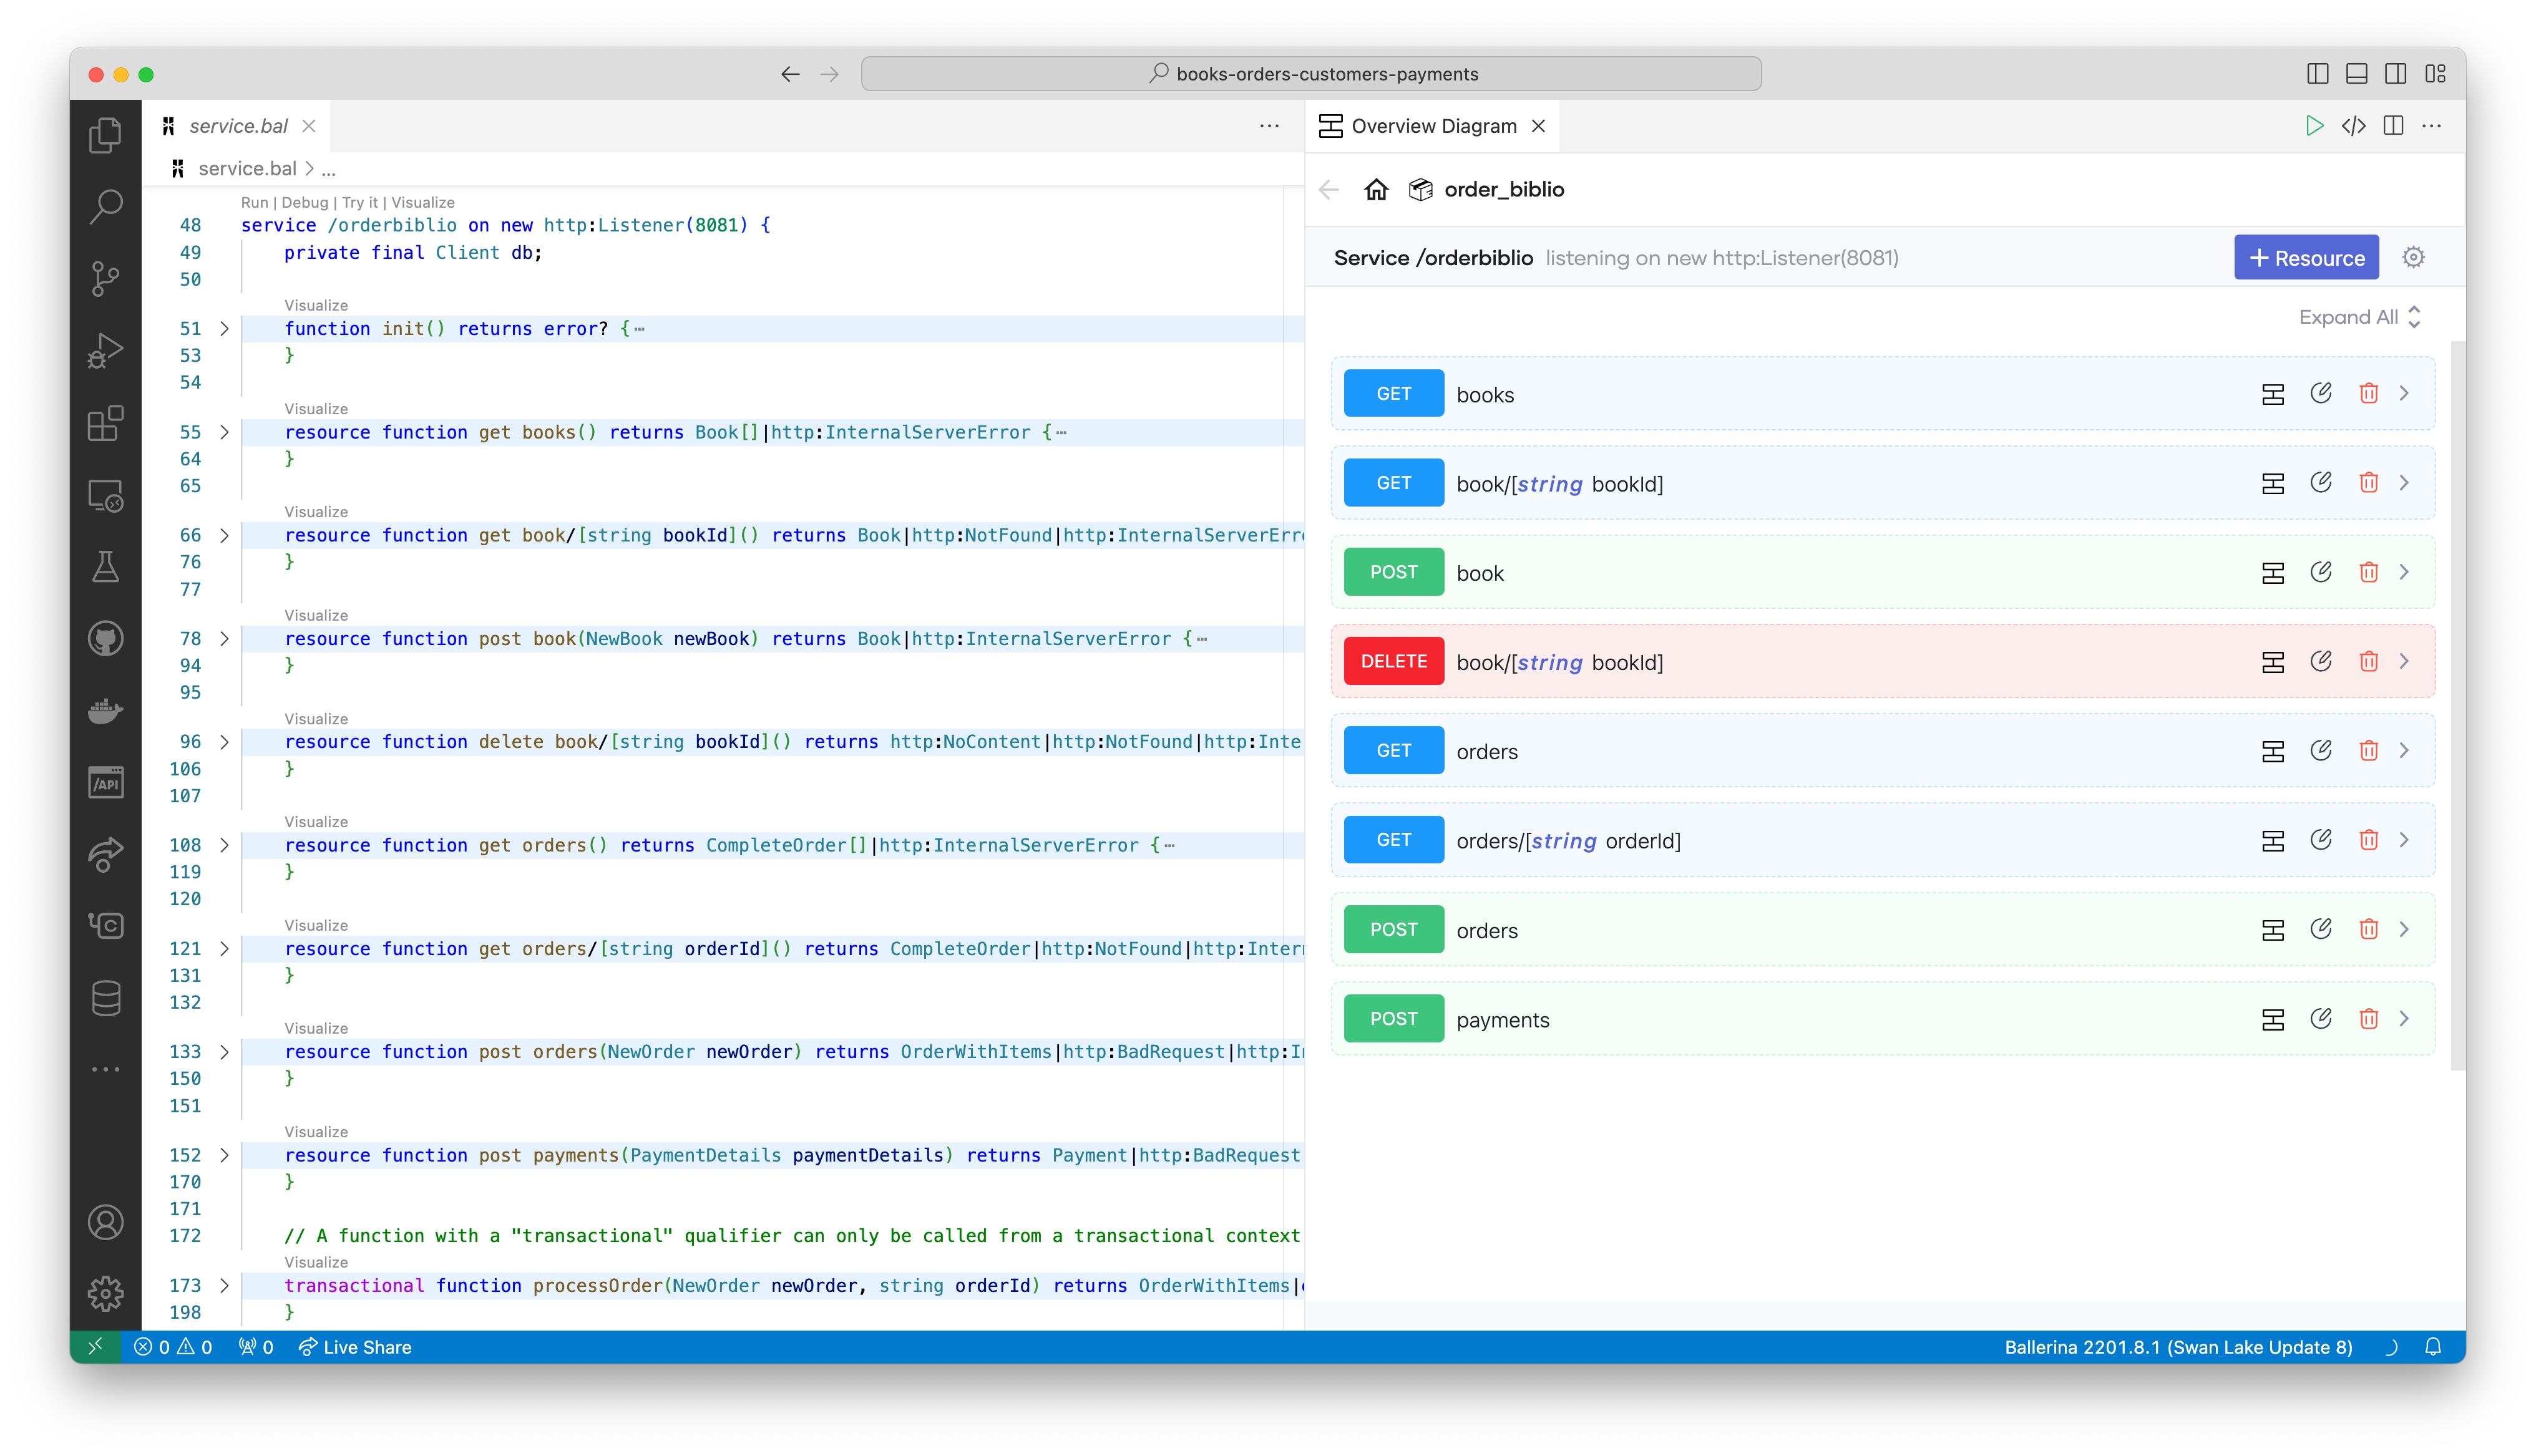 books-orders-customers-payments
service.bal
service.bal > ...
Run | Debug | Try it | Visualize
48 service /orderbiblio on new http:Listener(8081) {
49 private final Client db;
50
Visualize
51 function init() returns error? {…
53 }
54
Visualize
55 resource function get books() returns Book[]|http:InternalServerError {…
64 }
65
Visualize
66 resource function get book/[string bookId]() returns Book|http:NotFound|http:InternalServerErr
76 }
77
Visualize
78 resource function post book(NewBook newBook) returns Book|http:InternalServerError {…
94 }
95
Visualize
96 resource function delete book/[string bookId]() returns http:NoContent|http:NotFound|http:Inte
106 }
107
Visualize
108 resource function get orders() returns CompleteOrder[]|http:InternalServerError {…
119 }
120
Visualize
121 resource function get orders/[string orderId]() returns CompleteOrder|http:NotFound|http:Inter
131 }
132
Visualize
133 resource function post orders(NewOrder newOrder) returns OrderWithItems|http:BadRequest|http:I
150 }
151
Visualize
152 resource function post payments(PaymentDetails paymentDetails) returns Payment|http:BadRequest
170 }
171
172 // A function with a "transactional" qualifier can only be called from a transactional context
Visualize
173 transactional function processOrder(NewOrder newOrder, string orderId) returns OrderWithItems|
198 }
/API
Overview Diagram
order_biblio
Service /orderbiblio listening on new http:Listener(8081)
+ Resource
Expand All
GET books
GET book/[string bookId]
POST book
DELETE book/[string bookId]
GET orders
GET orders/[string orderId]
POST orders
POST payments
0 0 0 Live Share
Ballerina 2201.8.1 (Swan Lake Update 8)